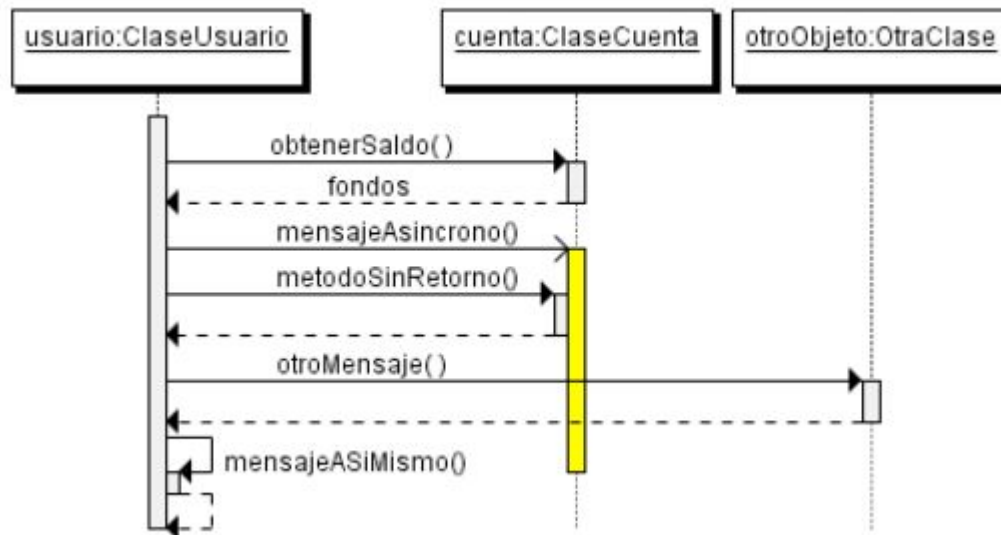 usuario:ClaseUsuario
cuenta:ClaseCuenta
otroObjeto:OtraClase
obtenerSaldo( )
fondos
mensajeAsincrono()
metodoSinRetorno()
otroMensaje( )
mensajeASiMismo()